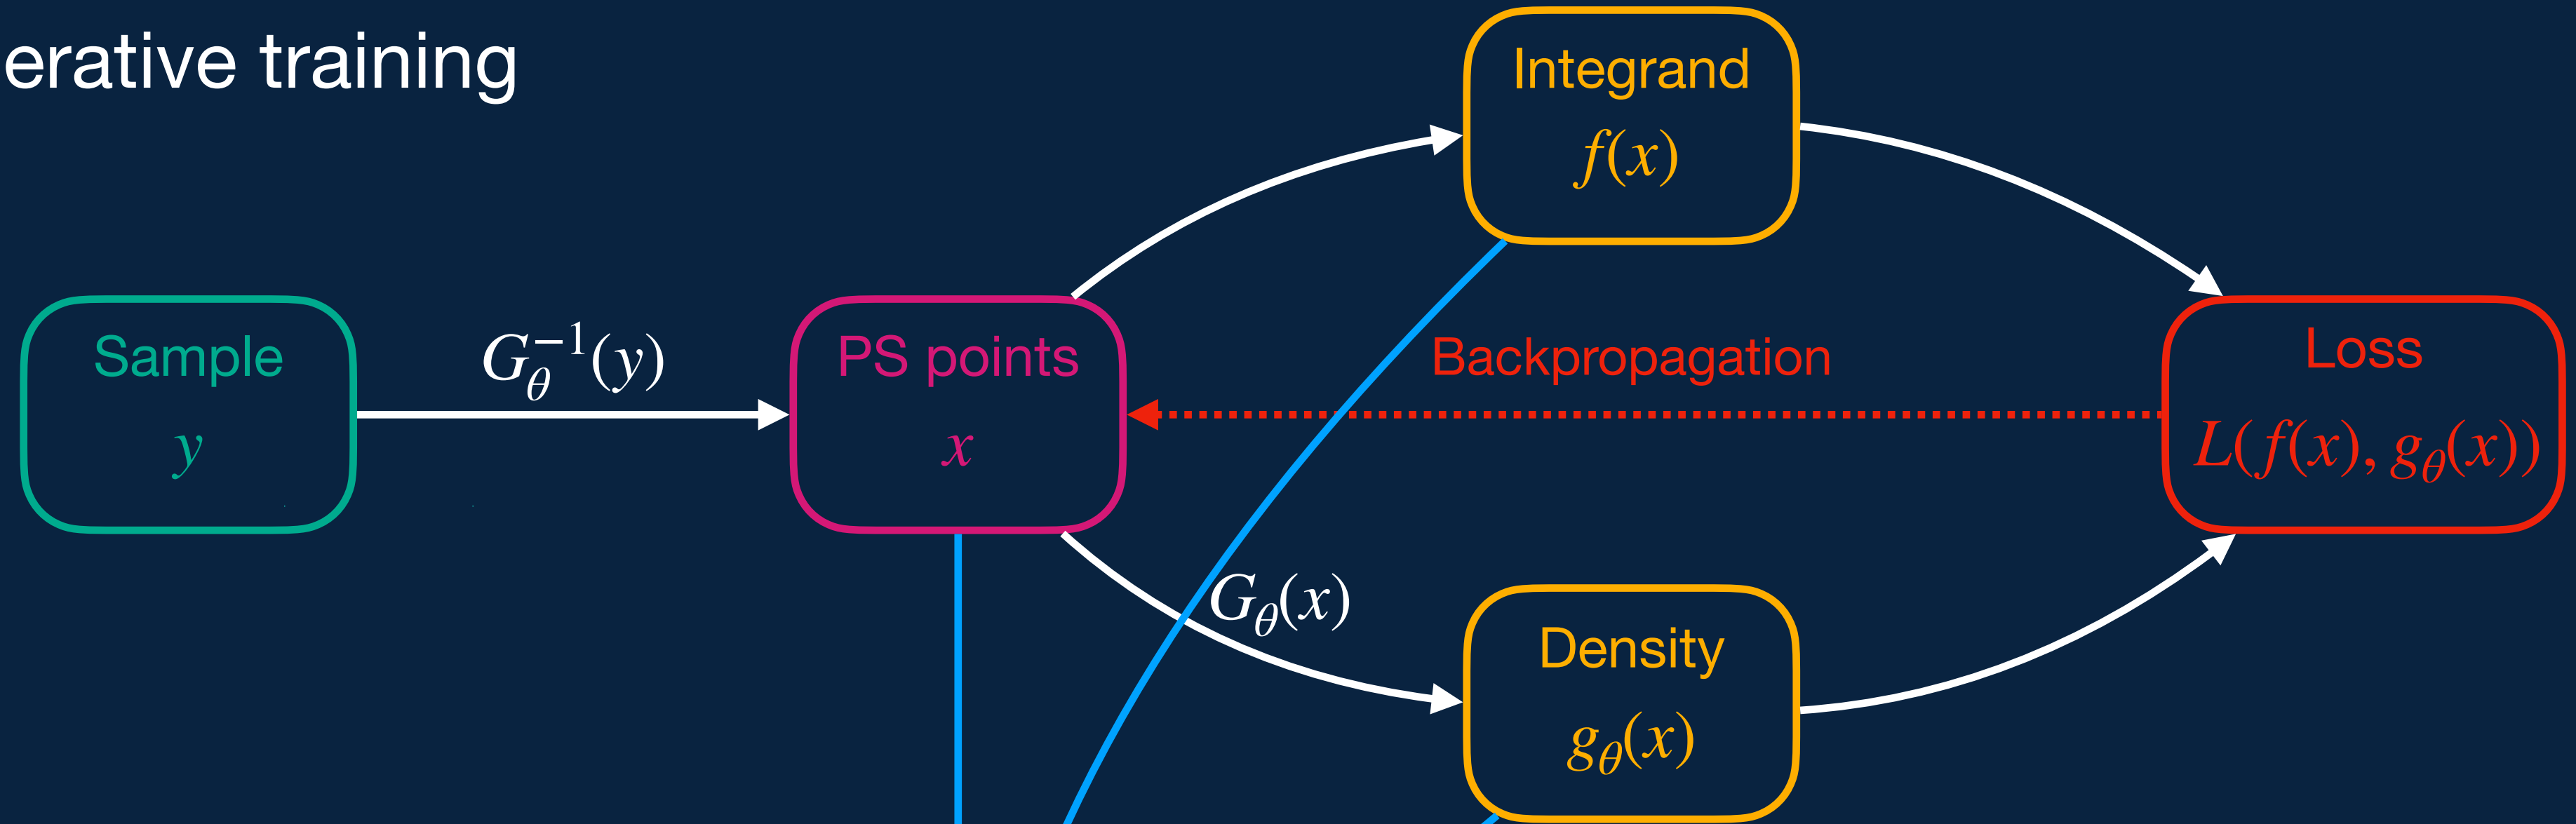 erative training
Integrand
f(x)
Sample
y
G_θ^{-1}(y)
PS points
x
Backpropagation
Loss
L(f(x), g_θ(x))
G_θ(x)
Density
g_θ(x)